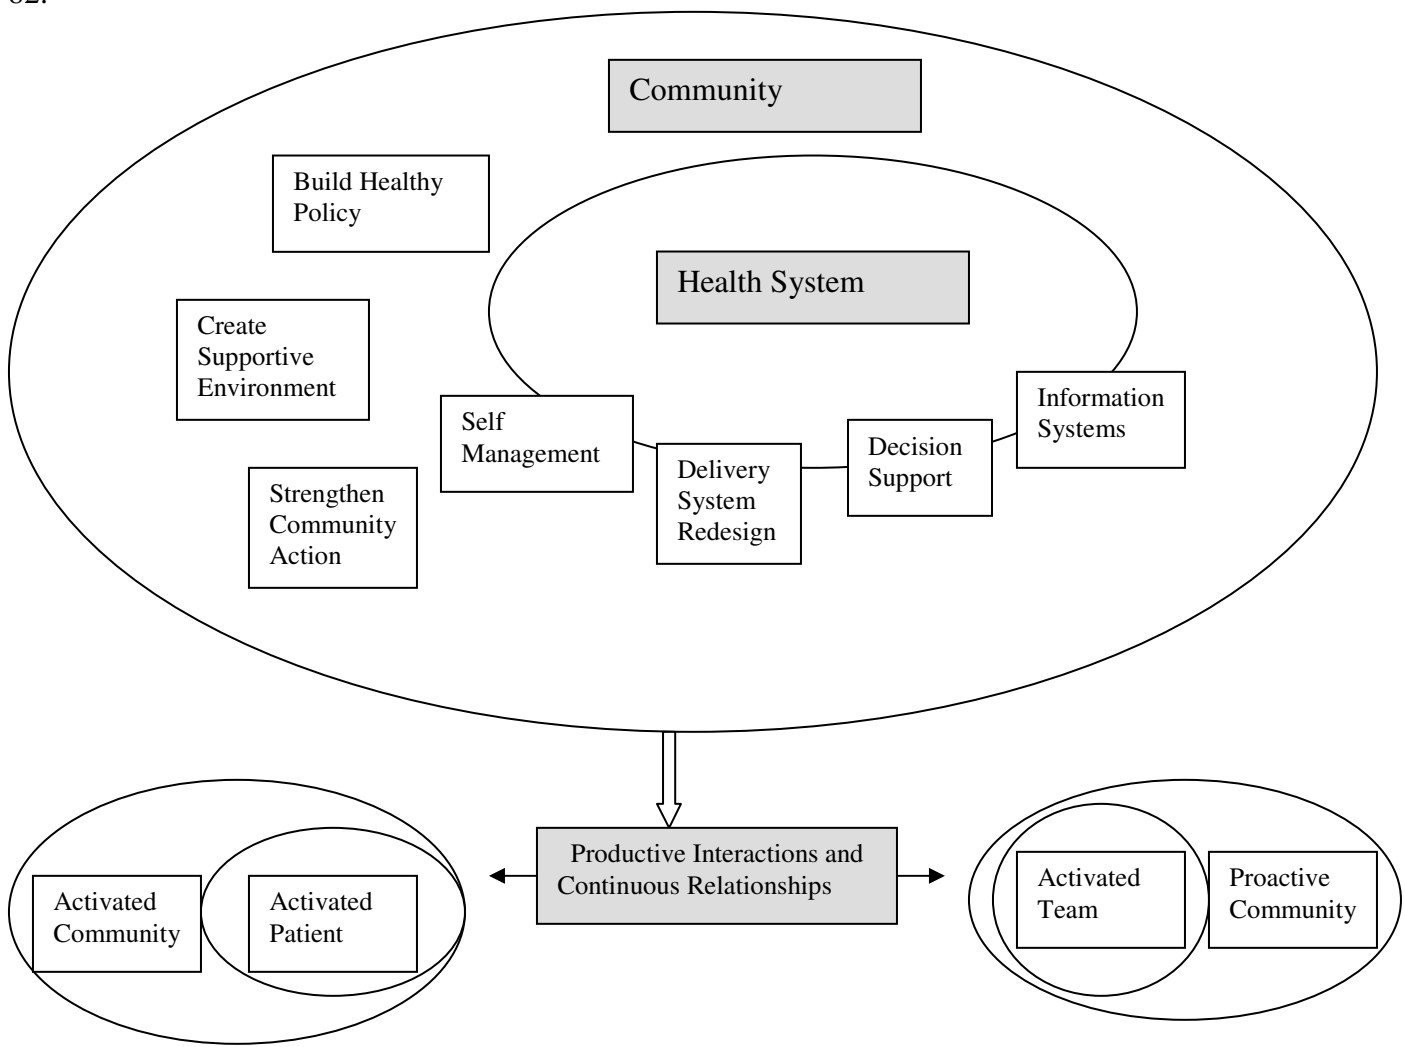 Community
Build Healthy
Policy
Health System
Create
Supportive
Environment
Self
Management
Delivery
System
Redesign
Decision
Support
Information
Systems
Strengthen
Community
Action
Productive Interactions and
Continuous Relationships
Activated
Community
Activated
Patient
Activated
Team
Proactive
Community